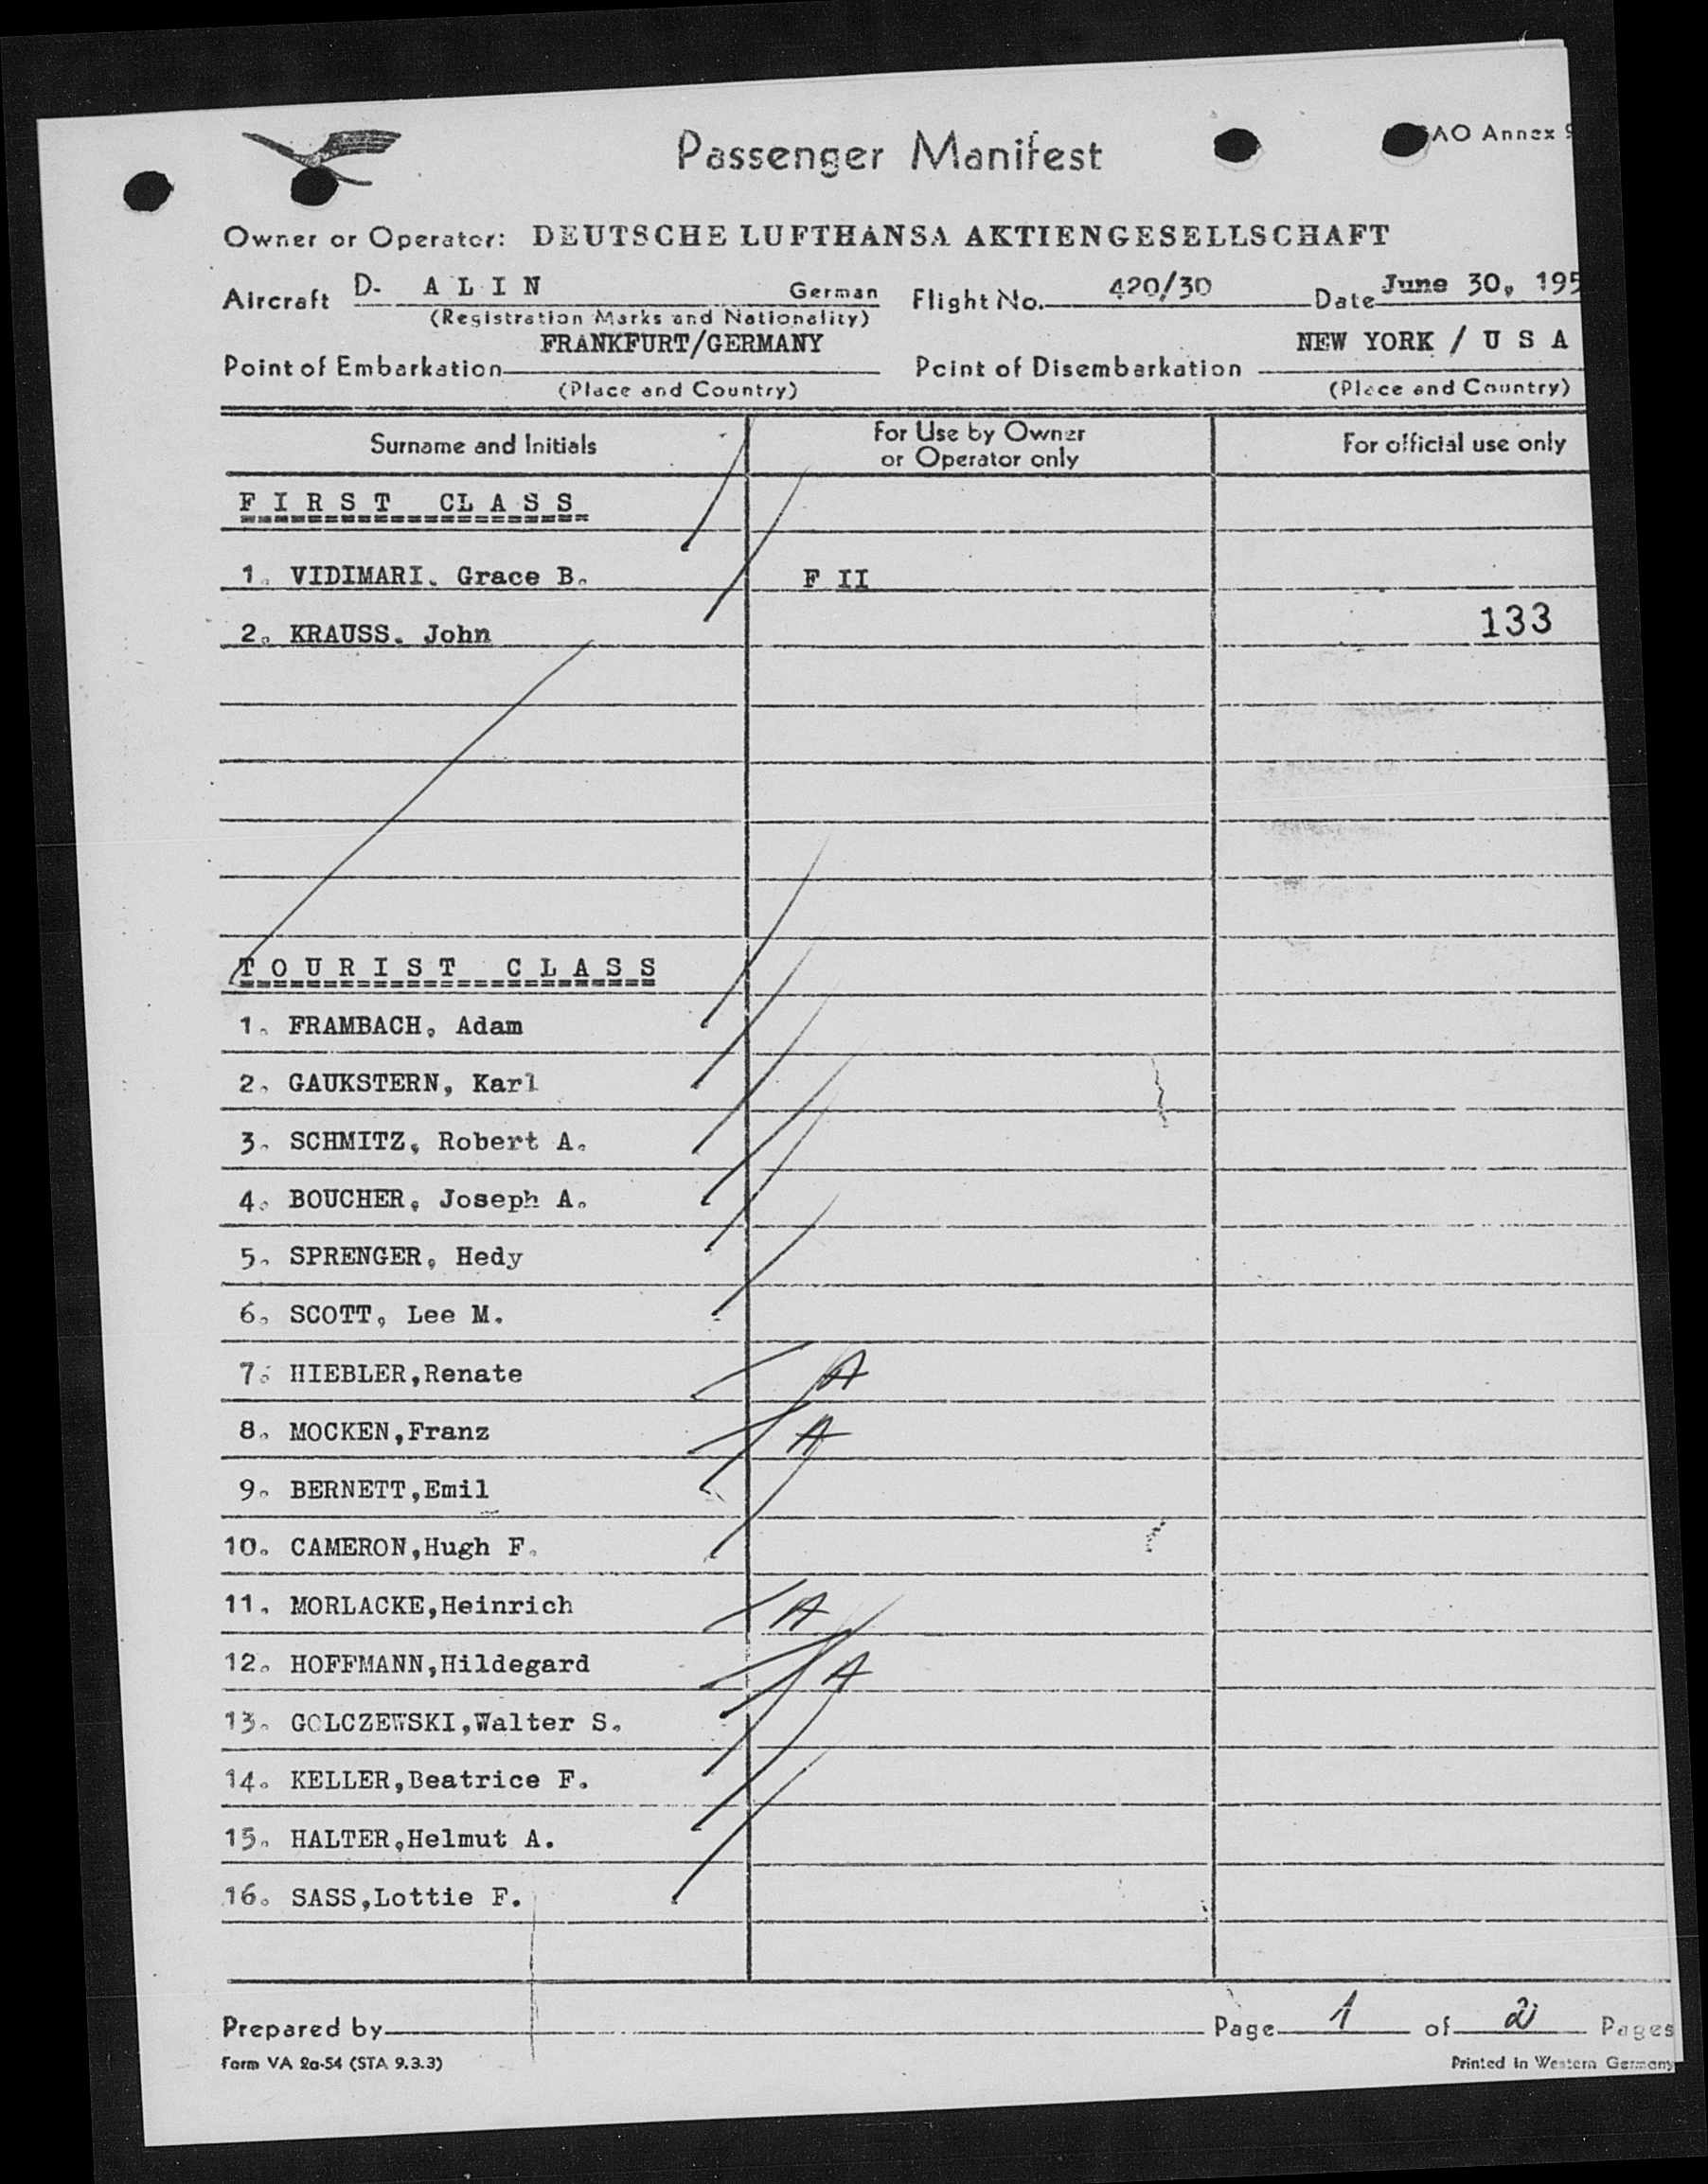 Passenger Manifest
AO Annex 9
Owner or Operator: DEUTSCHE LUFTHANSA AKTIENGESELLSCHAFT
Aircraft D- A L I N German Flight No. 420/30 Date June 30, 195
(Registration Marks and Nationality)
FRANKFURT/GERMANY NEW YORK / U S A
Point of Embarkation Point of Disembarkation
(Place and Country) (Place and Country)
Surname and Initials For Use by Owner or Operator only For official use only
F I R S T CL A S S
1. VIDIMARI. Grace B. F II
2. KRAUSS. John 133
T O U R I S T C L A S S
1. FRAMBACH, Adam
2. GAUKSTERN, Karl
3. SCHMITZ, Robert A.
4. BOUCHER, Joseph A.
5. SPRENGER, Hedy
6. SCOTT, Lee M.
7. HIEBLER,Renate A
8. MOCKEN,Franz A
9. BERNETT,Emil
10. CAMERON,Hugh F.
11. MORLACKE,Heinrich A
12. HOFFMANN,Hildegard A
13. GOLCZEWSKI,Walter S.
14. KELLER,Beatrice F.
15. HALTER,Helmut A.
16. SASS,Lottie F.
Prepared by Page 1 of 2 Pages
Form VA 2a-54 (STA 9.3.3) Printed in Western Germany